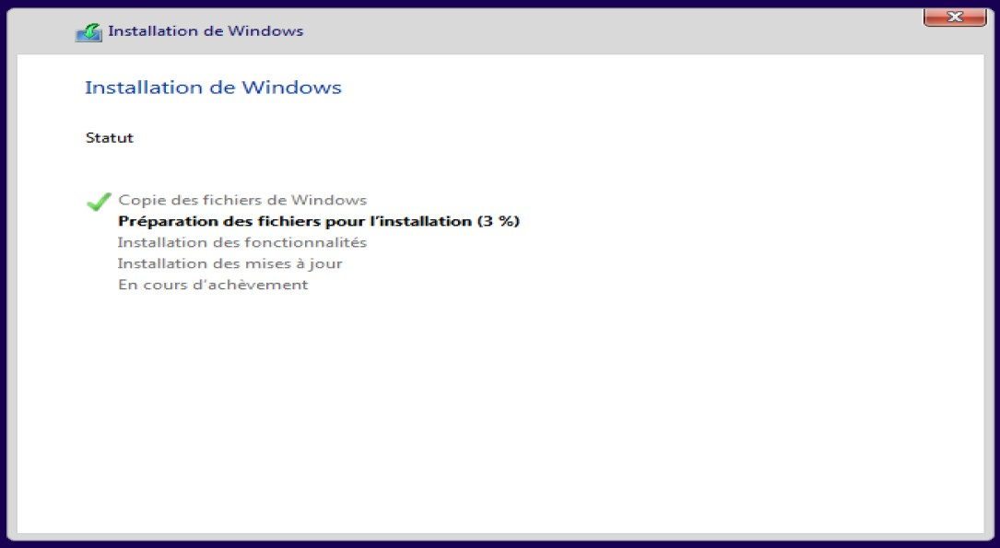 Installation de Windows
Installation de Windows
Statut
Copie des fichiers de Windows
Préparation des fichiers pour l'installation (3 %)
Installation des fonctionnalités
Installation des mises à jour
En cours d'achèvement